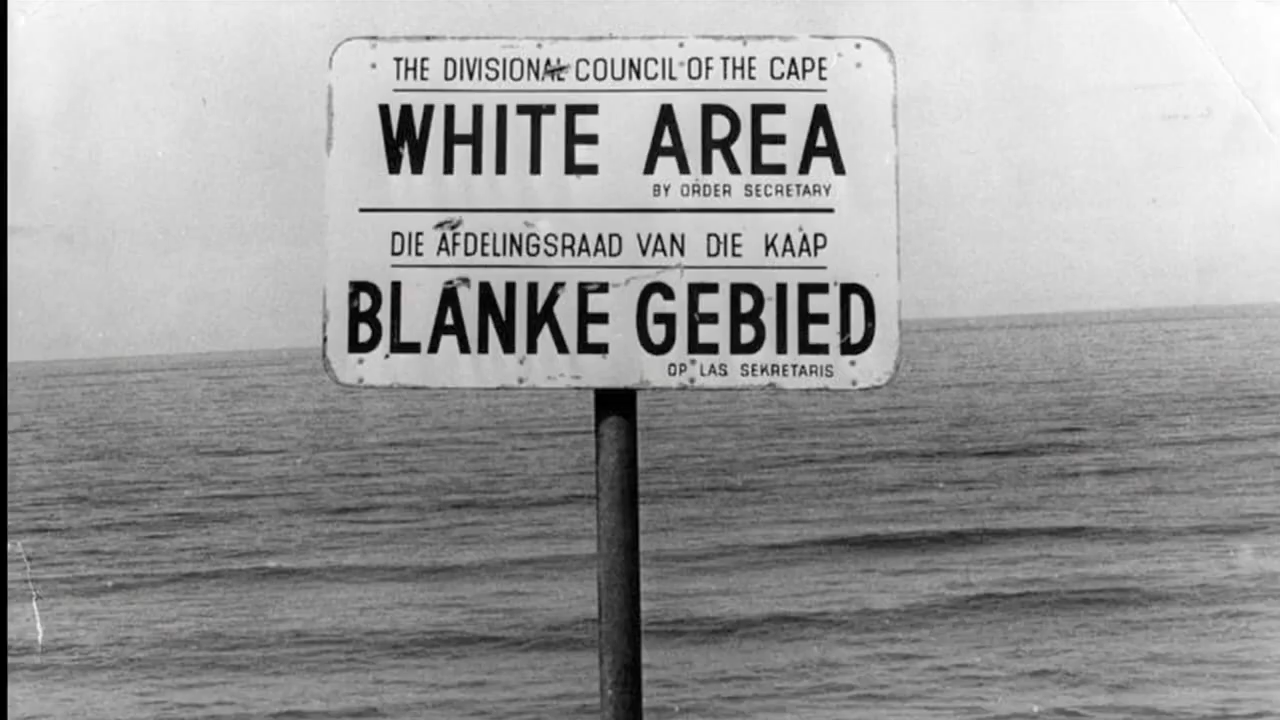 THE DIVISIONAL COUNCIL OF THE CAPE
WHITE AREA
BY ORDER SECRETARY
DIE AFDELINGSRAAD VAN DIE KAAP
BLANKE GEBIED
OP LAS SEKRETARIS